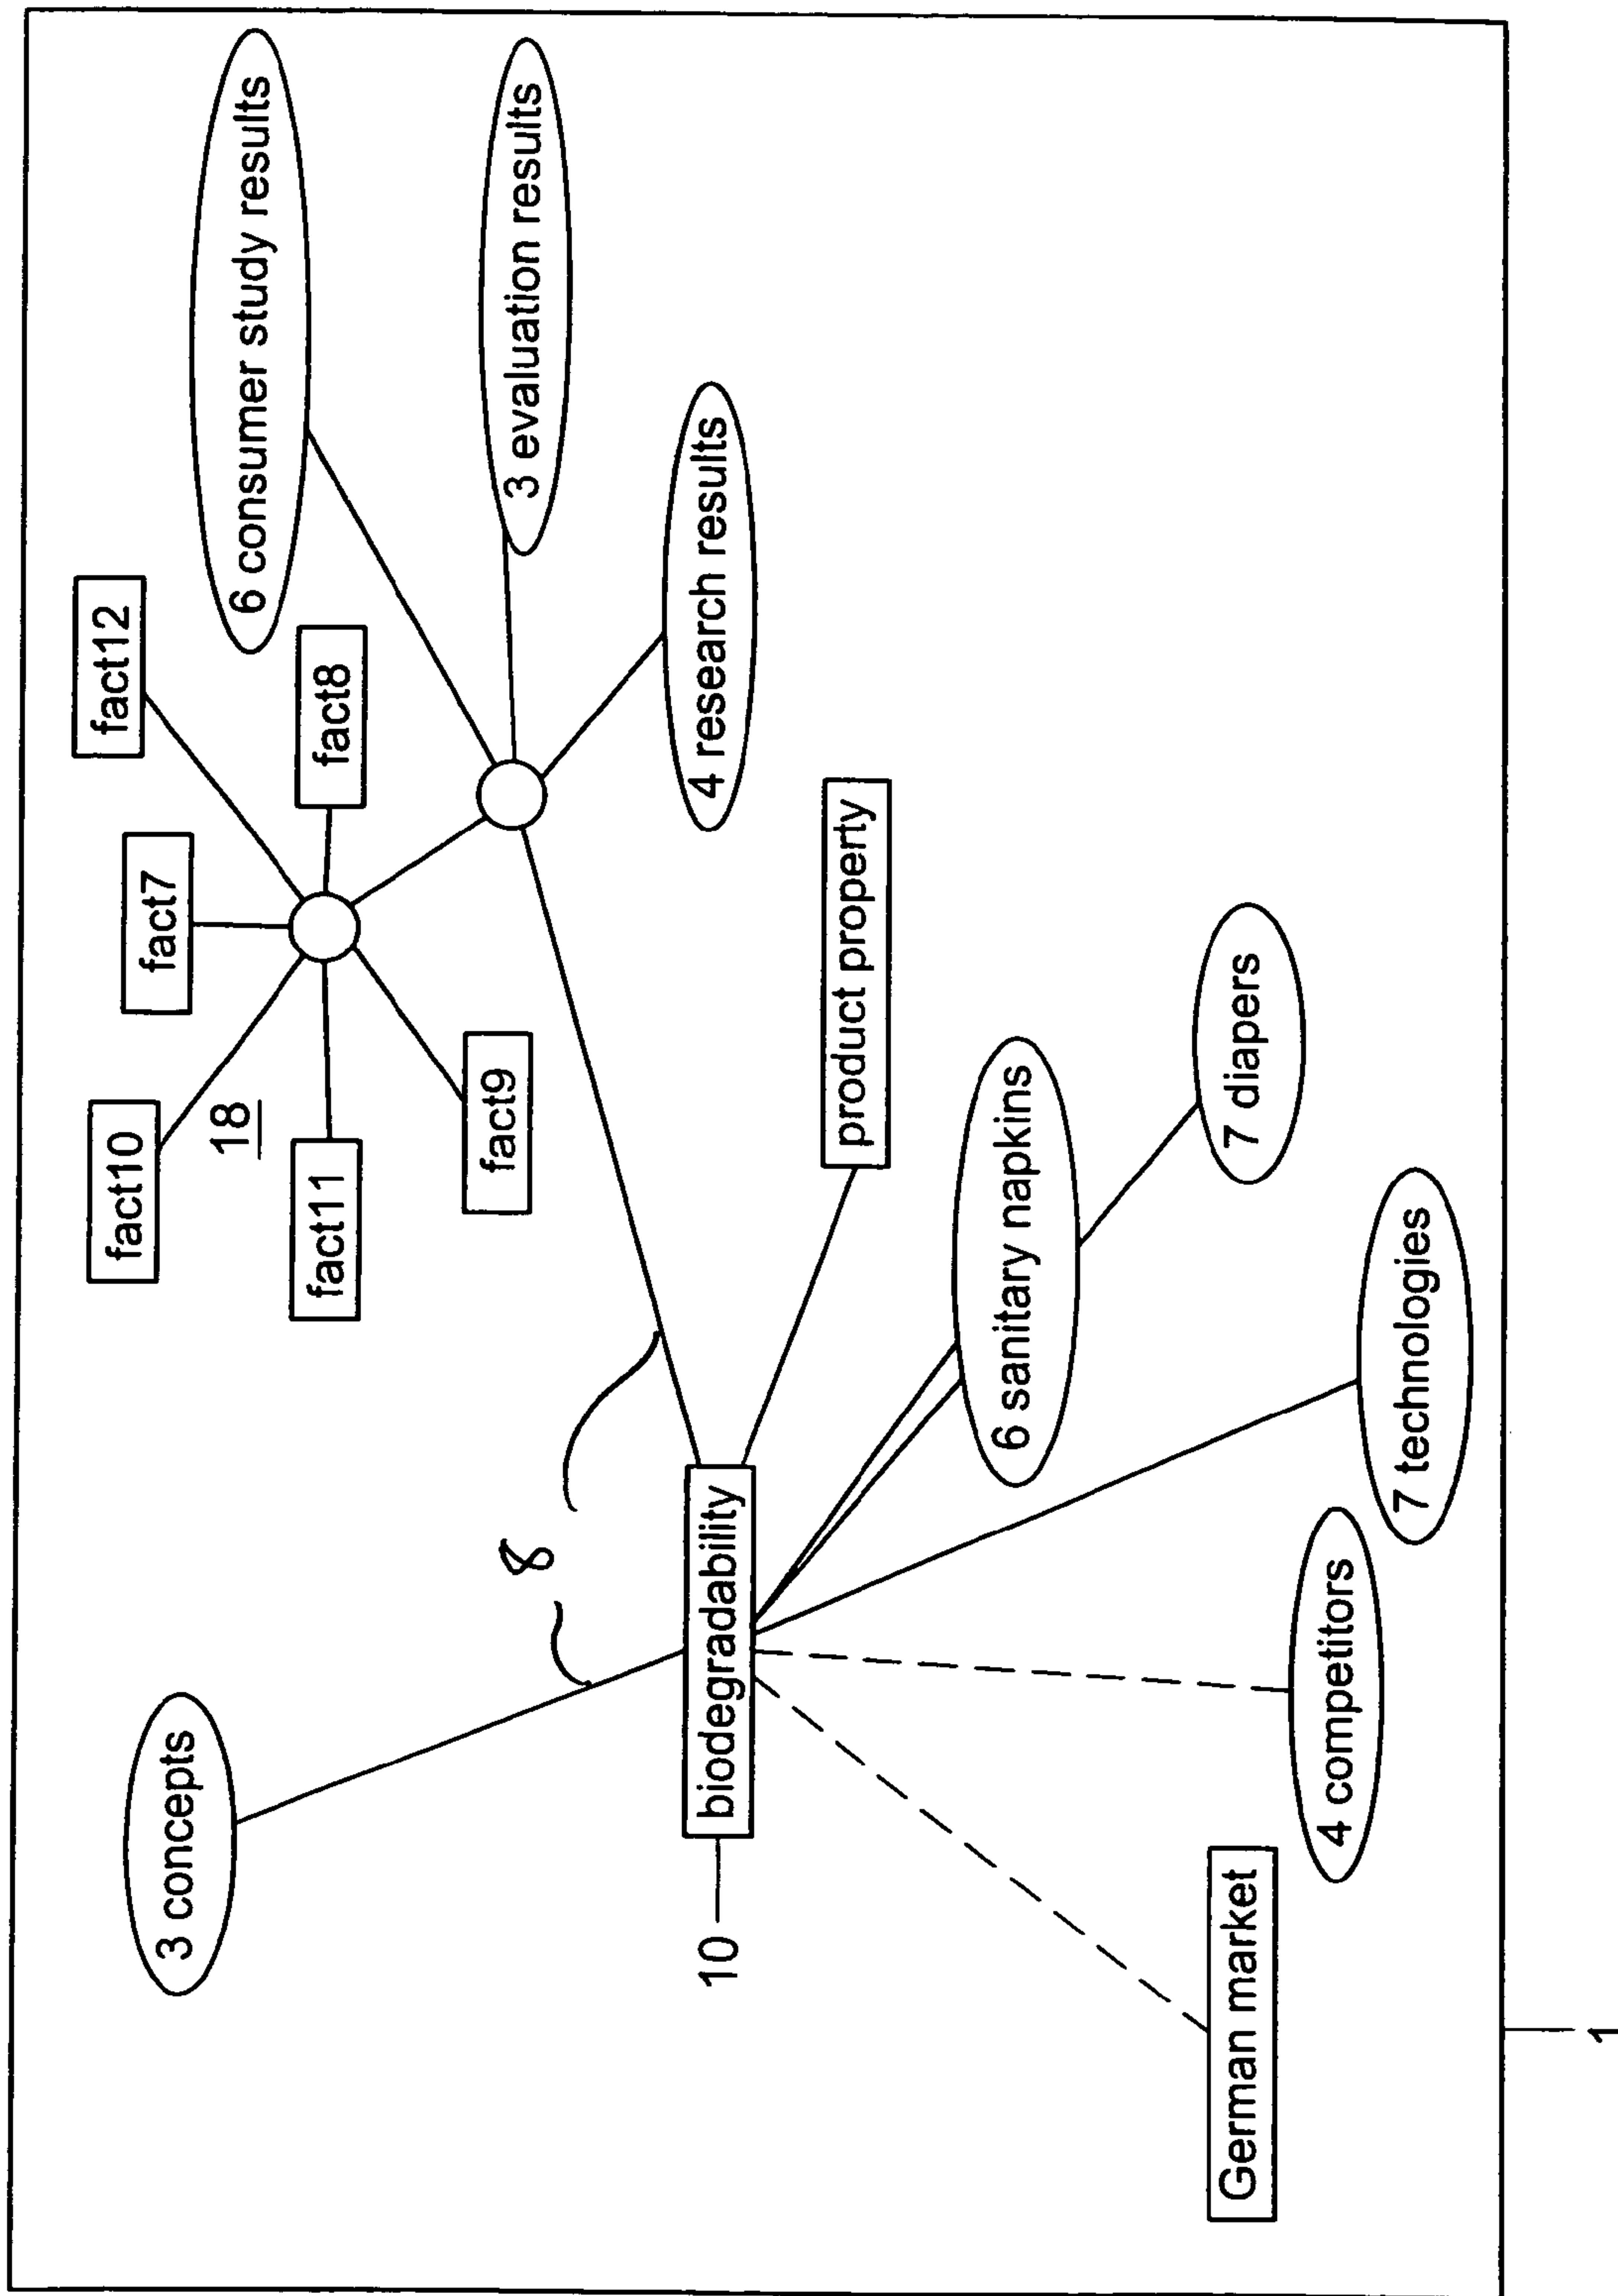 3 concepts
8
10
biodegradability
German market
4 competitors
7 technologies
6 sanitary napkins
7 diapers
product property
fact10
18
fact11
fact9
fact7
fact8
fact12
6 consumer study results
3 evaluation results
4 research results
1